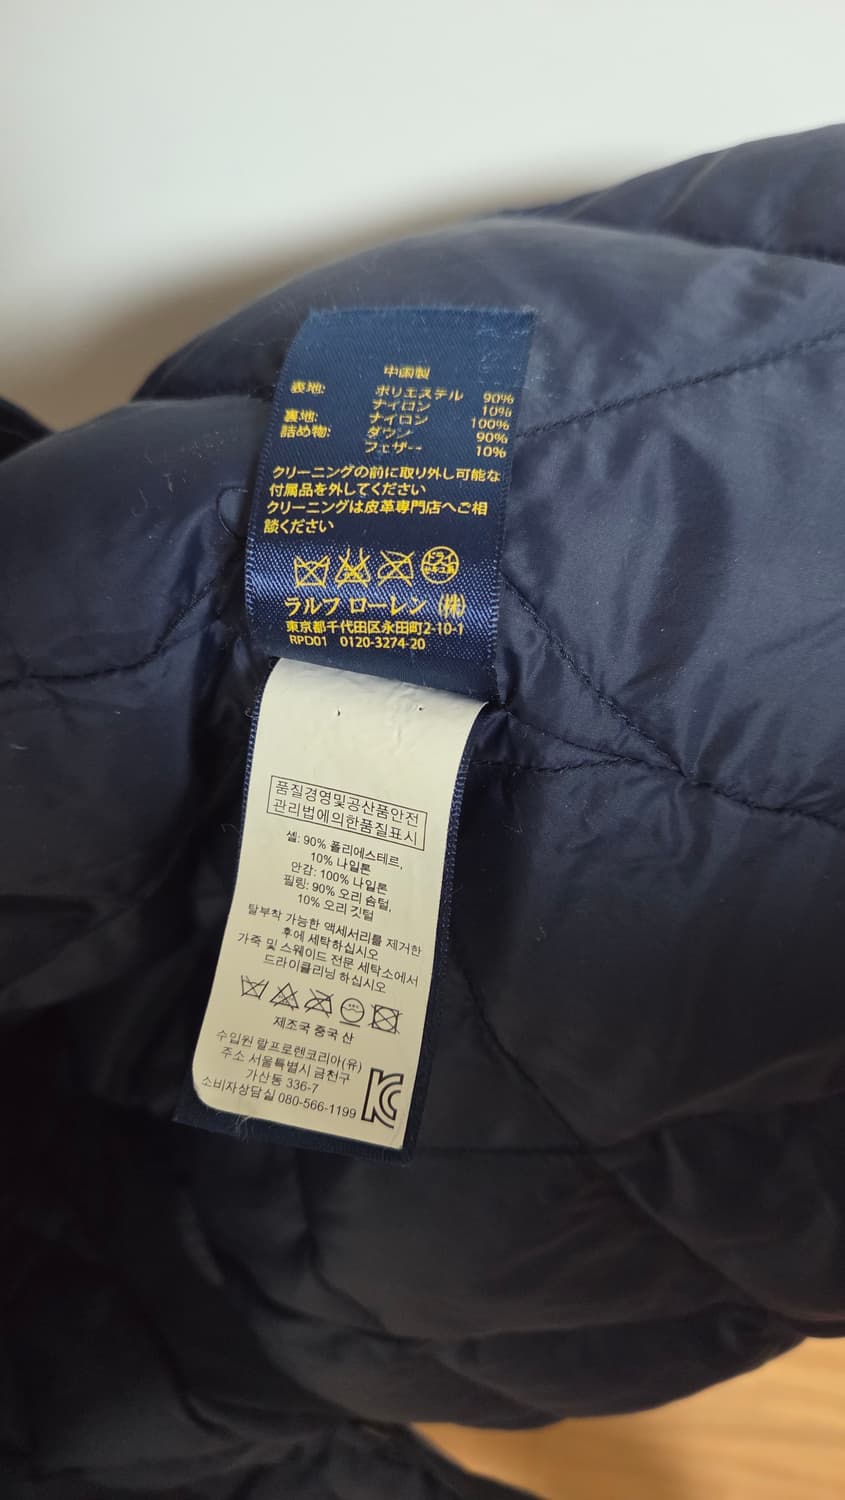 中国製
表地: ポリエステル 90%
ナイロン 10%
裏地: ナイロン 100%
詰め物: ダウン 90%
フェザー 10%
クリーニングの前に取り外し可能な
付属品を外してください
クリーニングは皮革専門店へご相
談ください
ドライ
セキユ系
ラルフ ローレン (株)
東京都千代田区永田町2-10-1
RPD01 0120-3274-20
품질경영및공산품안전
관리법에의한품질표시
셀: 90% 폴리에스테르,
10% 나일론
안감: 100% 나일론
필링: 90% 오리 솜털,
10% 오리 깃털
탈부착 가능한 액세서리를 제거한
후에 세탁하십시오
가죽 및 스웨이드 전문 세탁소에서
드라이클리닝 하십시오
제조국 중국 산
수입원 랄프로렌코리아(유)
주소 서울특별시 금천구
가산동 336-7
소비자상담실 080-566-1199